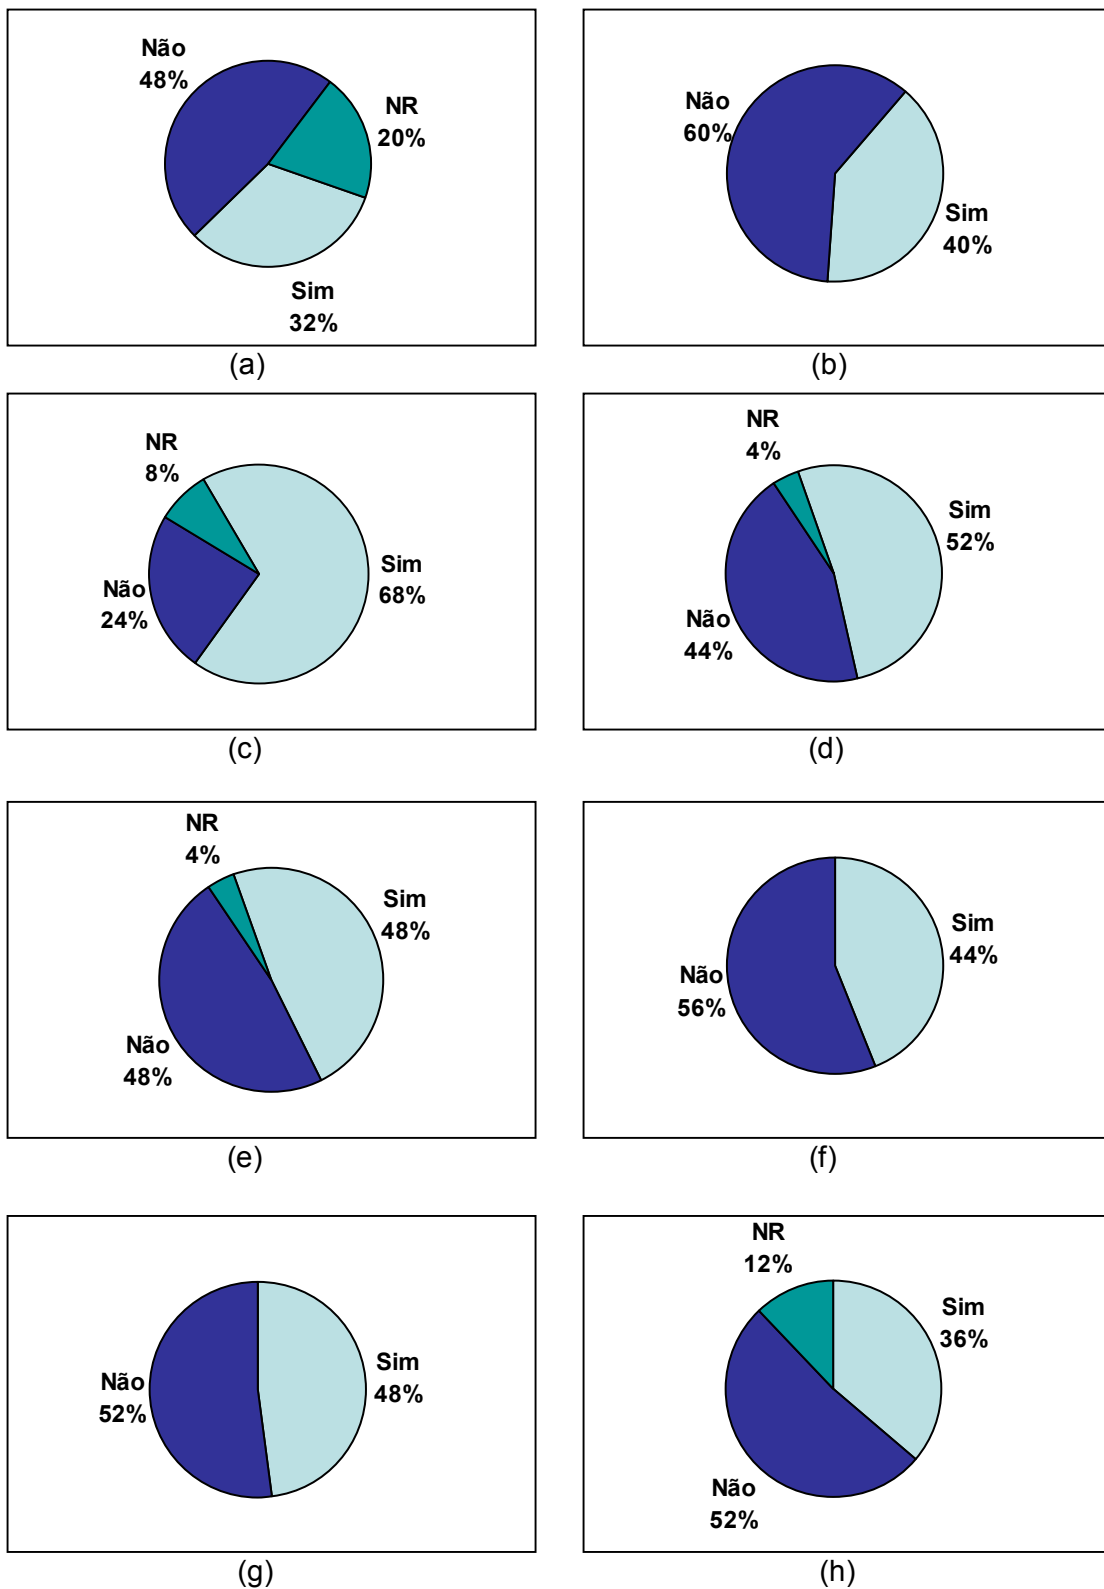 Não
48%
NR
20%
Sim
32%
(a)
Não
60%
Sim
40%
(b)
NR
8%
Sim
68%
Não
24%
(c)
NR
4%
Sim
52%
Não
44%
(d)
NR
4%
Sim
48%
Não
48%
(e)
Sim
44%
Não
56%
(f)
Sim
48%
Não
52%
(g)
NR
12%
Sim
36%
Não
52%
(h)